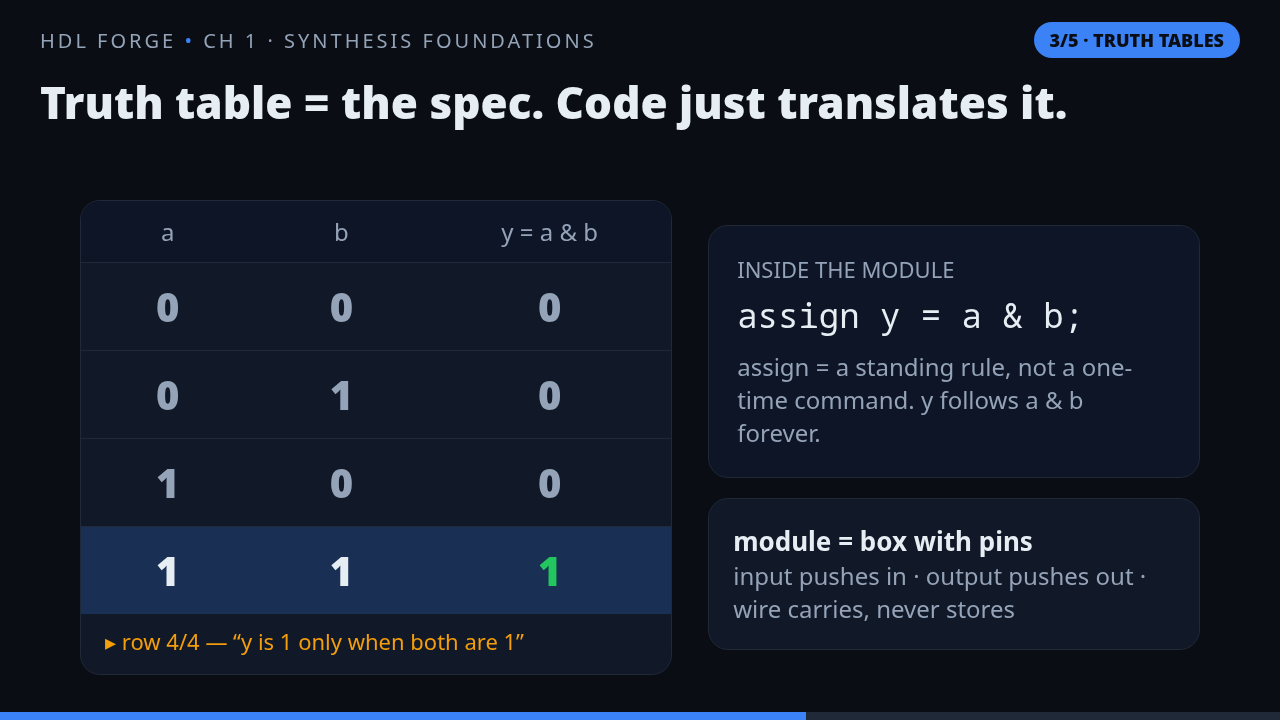 HDL FORGE • CH 1 · SYNTHESIS FOUNDATIONS
3/5 · TRUTH TABLES
Truth table = the spec. Code just translates it.
a b y = a & b
0 0 0
0 1 0
1 0 0
1 1 1
▸ row 4/4 — “y is 1 only when both are 1”
INSIDE THE MODULE
assign y = a & b;
assign = a standing rule, not a one-
time command. y follows a & b
forever.
module = box with pins
input pushes in · output pushes out ·
wire carries, never stores